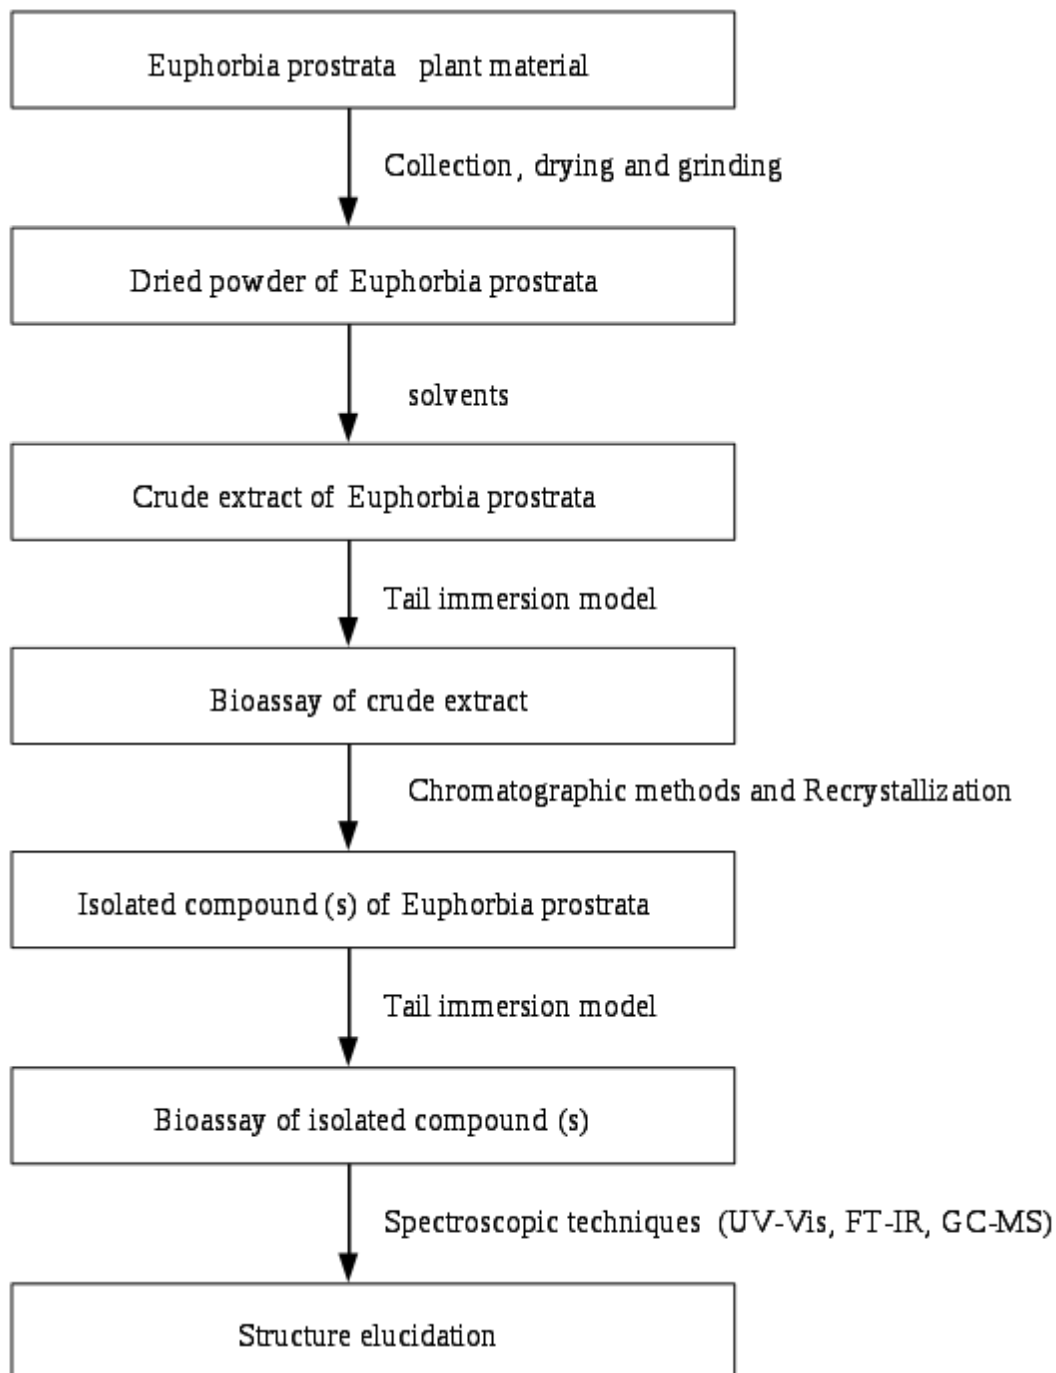 Euphorbia prostrata plant material
Collection, drying and grinding
Dried powder of Euphorbia prostrata
solvents
Crude extract of Euphorbia prostrata
Tail immersion model
Bioassay of crude extract
Chromatographic methods and Recrystallization
Isolated compound (s) of Euphorbia prostrata
Tail immersion model
Bioassay of isolated compound (s)
Spectroscopic techniques (UV-Vis, FT-IR, GC-MS)
Structure elucidation